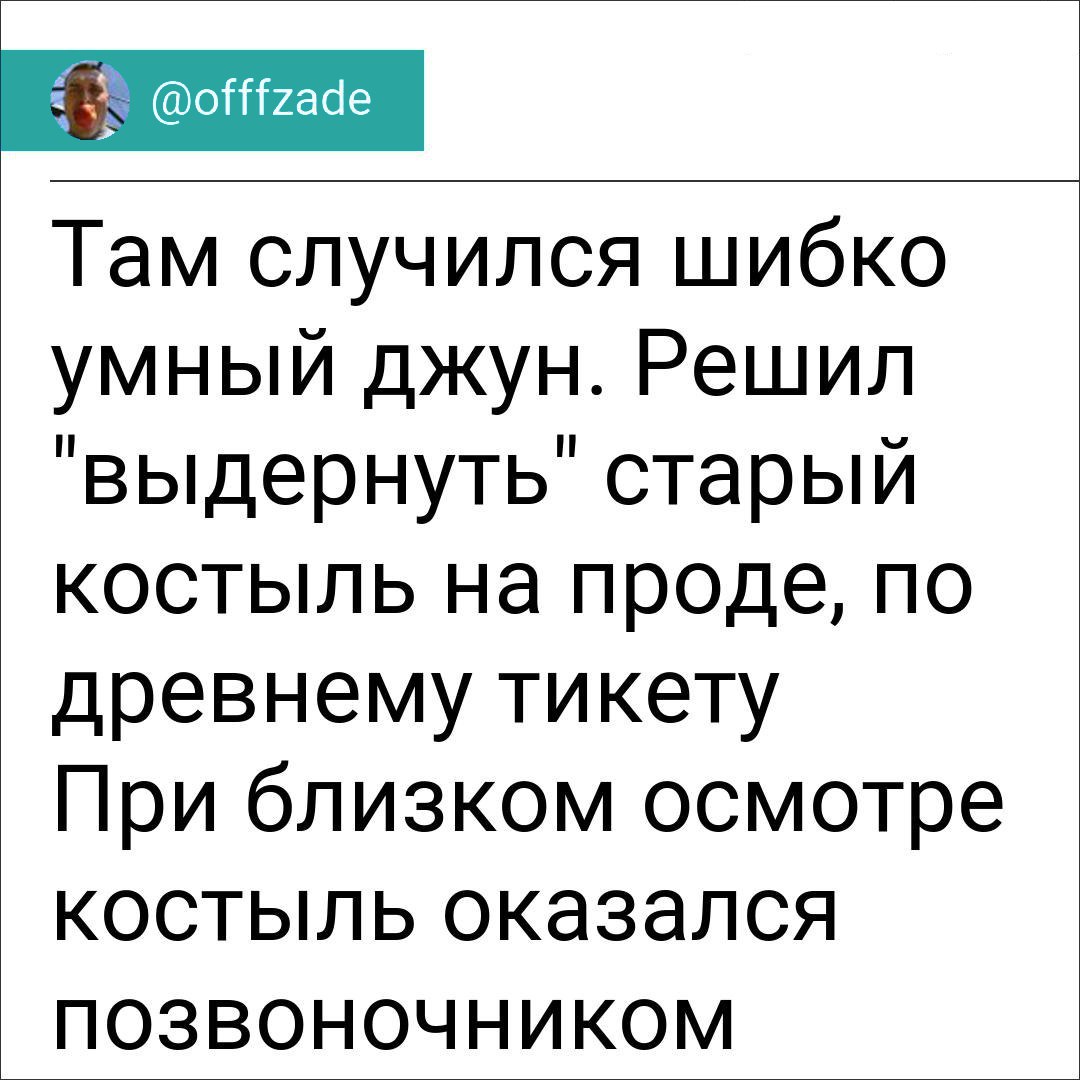 @offfzade
Там случился шибко
умный джун. Решил
"выдернуть" старый
костыль на проде, по
древнему тикету
При близком осмотре
костыль оказался
позвоночником